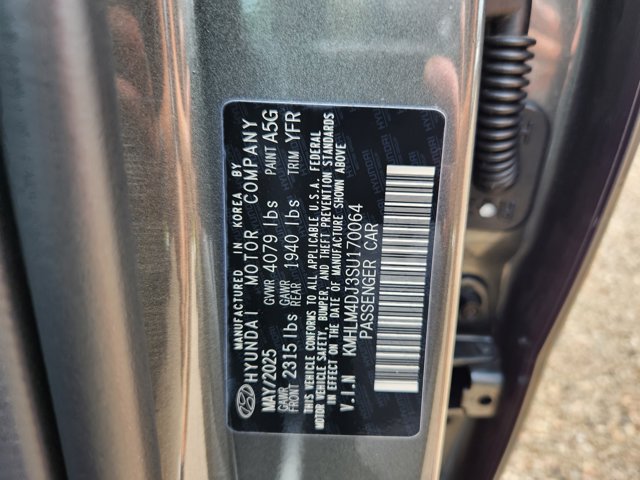 MANUFACTURED IN KOREA BY
HYUNDAI MOTOR COMPANY
MAY/2025 GVWR 4079 lbs PAINT A5G
GAWR FRONT 2315 lbs GAWR REAR 1940 lbs TRIM YFR
THIS VEHICLE CONFORMS TO ALL APPLICABLE U.S.A. FEDERAL
MOTOR VEHICLE SAFETY, BUMPER, AND THEFT PREVENTION STANDARDS
IN EFFECT ON THE DATE OF MANUFACTURE SHOWN ABOVE
V.I.N KMHLM4DJ3SU170064
PASSENGER CAR